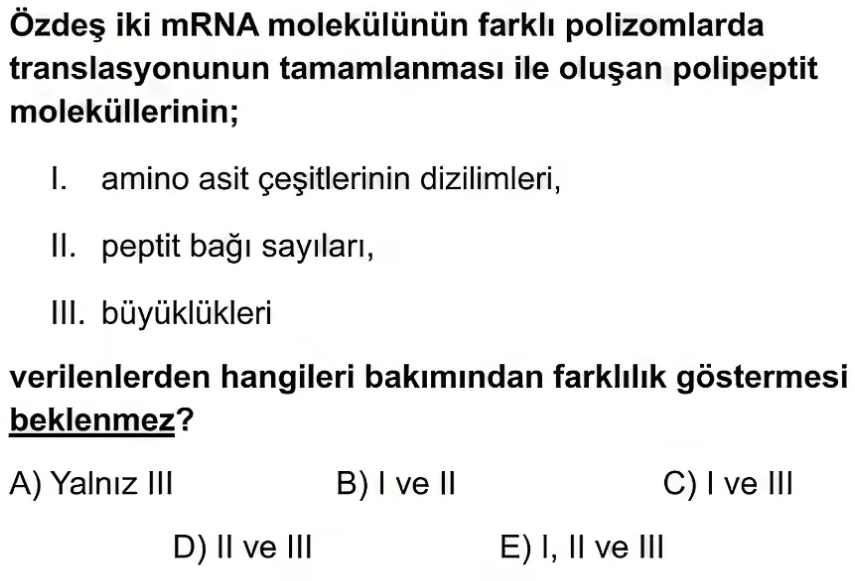 Özdeş iki mRNA molekülünün farklı polizomlarda
translasyonunun tamamlanması ile oluşan polipeptit
moleküllerinin;
I. amino asit çeşitlerinin dizilimleri,
II. peptit bağı sayıları,
III. büyüklükleri
verilenlerden hangileri bakımından farklılık göstermesi
beklenmez?
A) Yalnız III B) I ve II C) I ve III
D) II ve III E) I, II ve III